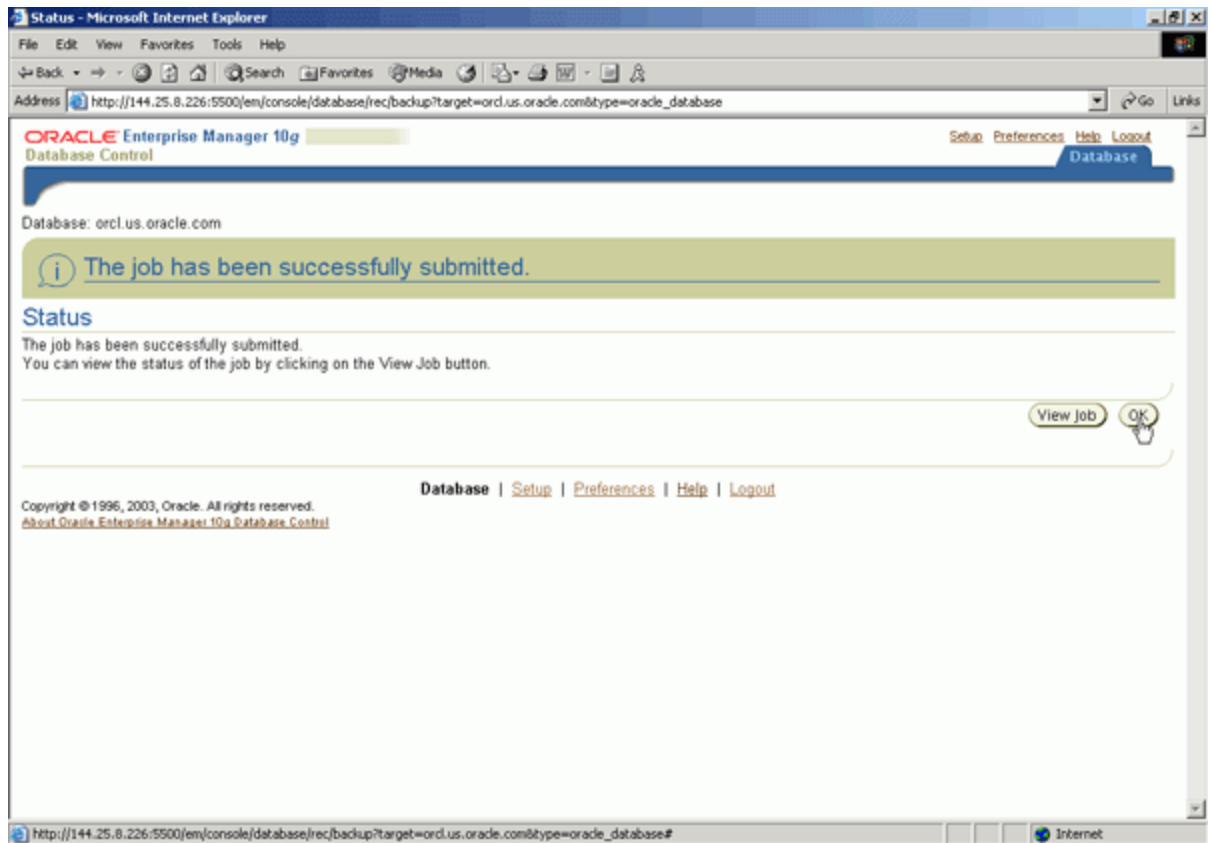 Status - Microsoft Internet Explorer
File Edit View Favorites Tools Help
Back Search Favorites Media
Address http://144.25.8.226:5500/em/console/database/rec/backup?target=orcl.us.oracle.com&type=oracle_database Go Links
ORACLE Enterprise Manager 10g
Database Control
Setup Preferences Help Logout
Database
Database: orcl.us.oracle.com
The job has been successfully submitted.
Status
The job has been successfully submitted.
You can view the status of the job by clicking on the View Job button.
View Job OK
Database | Setup | Preferences | Help | Logout
Copyright © 1996, 2003, Oracle. All rights reserved.
About Oracle Enterprise Manager 10g Database Control
http://144.25.8.226:5500/em/console/database/rec/backup?target=orcl.us.oracle.com&type=oracle_database# Internet